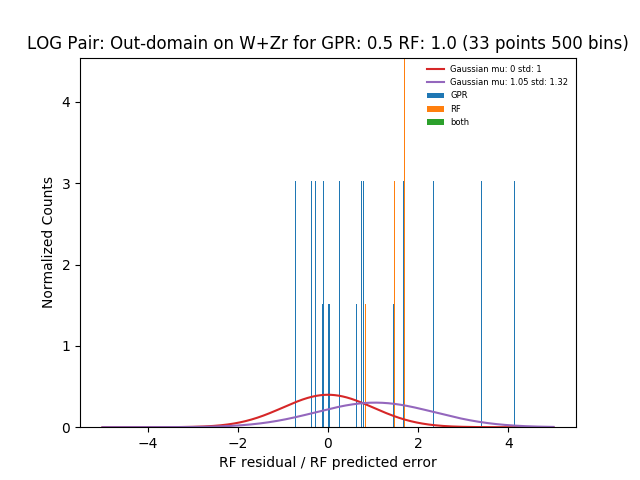 LOG Pair: Out-domain on W+Zr for GPR: 0.5 RF: 1.0 (33 points 500 bins)
Gaussian mu: 0 std: 1
Gaussian mu: 1.05 std: 1.32
GPR
RF
both
Normalized Counts
4
3
2
1
0
−4 −2 0 2 4
RF residual / RF predicted error